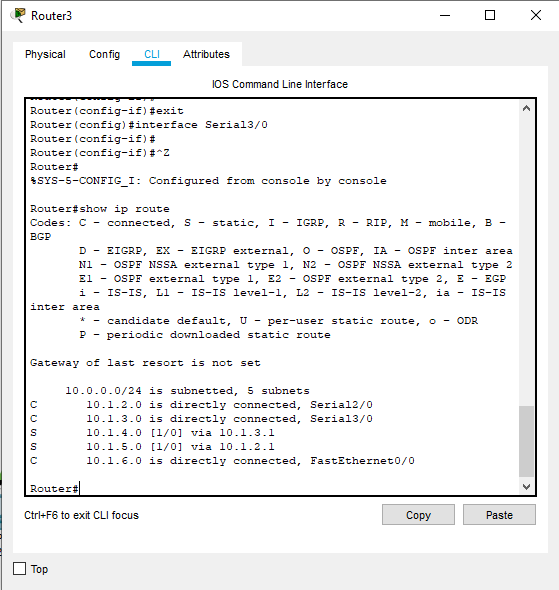 Router3
Physical Config CLI Attributes
IOS Command Line Interface
Router(config-if)#
Router(config-if)#exit
Router(config)#interface Serial3/0
Router(config-if)#
Router(config-if)#^Z
Router#
%SYS-5-CONFIG_I: Configured from console by console
Router#show ip route
Codes: C - connected, S - static, I - IGRP, R - RIP, M - mobile, B -
BGP
D - EIGRP, EX - EIGRP external, O - OSPF, IA - OSPF inter area
N1 - OSPF NSSA external type 1, N2 - OSPF NSSA external type 2
E1 - OSPF external type 1, E2 - OSPF external type 2, E - EGP
i - IS-IS, L1 - IS-IS level-1, L2 - IS-IS level-2, ia - IS-IS
inter area
* - candidate default, U - per-user static route, o - ODR
P - periodic downloaded static route
Gateway of last resort is not set
10.0.0.0/24 is subnetted, 5 subnets
C 10.1.2.0 is directly connected, Serial2/0
C 10.1.3.0 is directly connected, Serial3/0
S 10.1.4.0 [1/0] via 10.1.3.1
S 10.1.5.0 [1/0] via 10.1.2.1
C 10.1.6.0 is directly connected, FastEthernet0/0
Router#
Ctrl+F6 to exit CLI focus
Copy Paste
Top